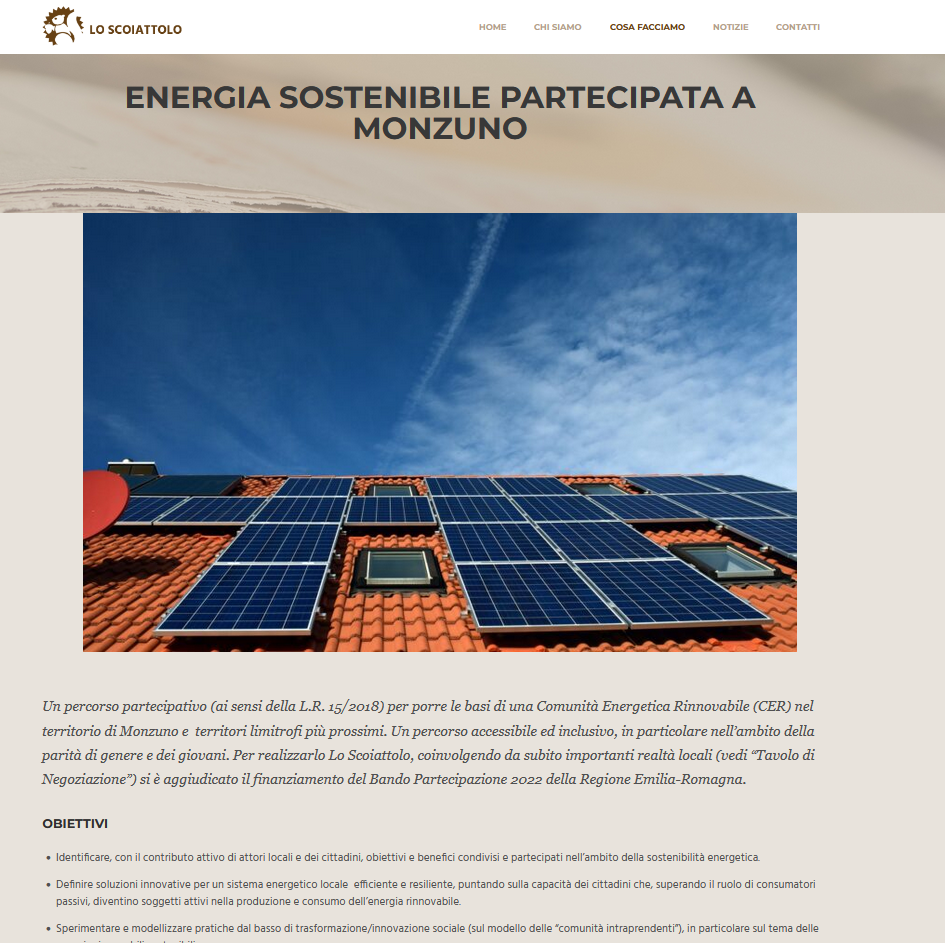 LO SCOIATTOLO
HOME CHI SIAMO COSA FACCIAMO NOTIZIE CONTATTI
ENERGIA SOSTENIBILE PARTECIPATA A
MONZUNO
Un percorso partecipativo (ai sensi della L.R. 15/2018) per porre le basi di una Comunità Energetica Rinnovabile (CER) nel
territorio di Monzuno e  territori limitrofi più prossimi. Un percorso accessibile ed inclusivo, in particolare nell’ambito della
parità di genere e dei giovani. Per realizzarlo Lo Scoiattolo, coinvolgendo da subito importanti realtà locali (vedi “Tavolo di
Negoziazione”) si è aggiudicato il finanziamento del Bando Partecipazione 2022 della Regione Emilia-Romagna.
OBIETTIVI
• Identificare, con il contributo attivo di attori locali e dei cittadini, obiettivi e benefici condivisi e partecipati nell’ambito della sostenibilità energetica.
• Definire soluzioni innovative per un sistema energetico locale  efficiente e resiliente, puntando sulla capacità dei cittadini che, superando il ruolo di consumatori
passivi, diventino soggetti attivi nella produzione e consumo dell’energia rinnovabile.
• Sperimentare e modellizzare pratiche dal basso di trasformazione/innovazione sociale (sul modello delle “comunità intraprendenti”), in particolare sul tema delle